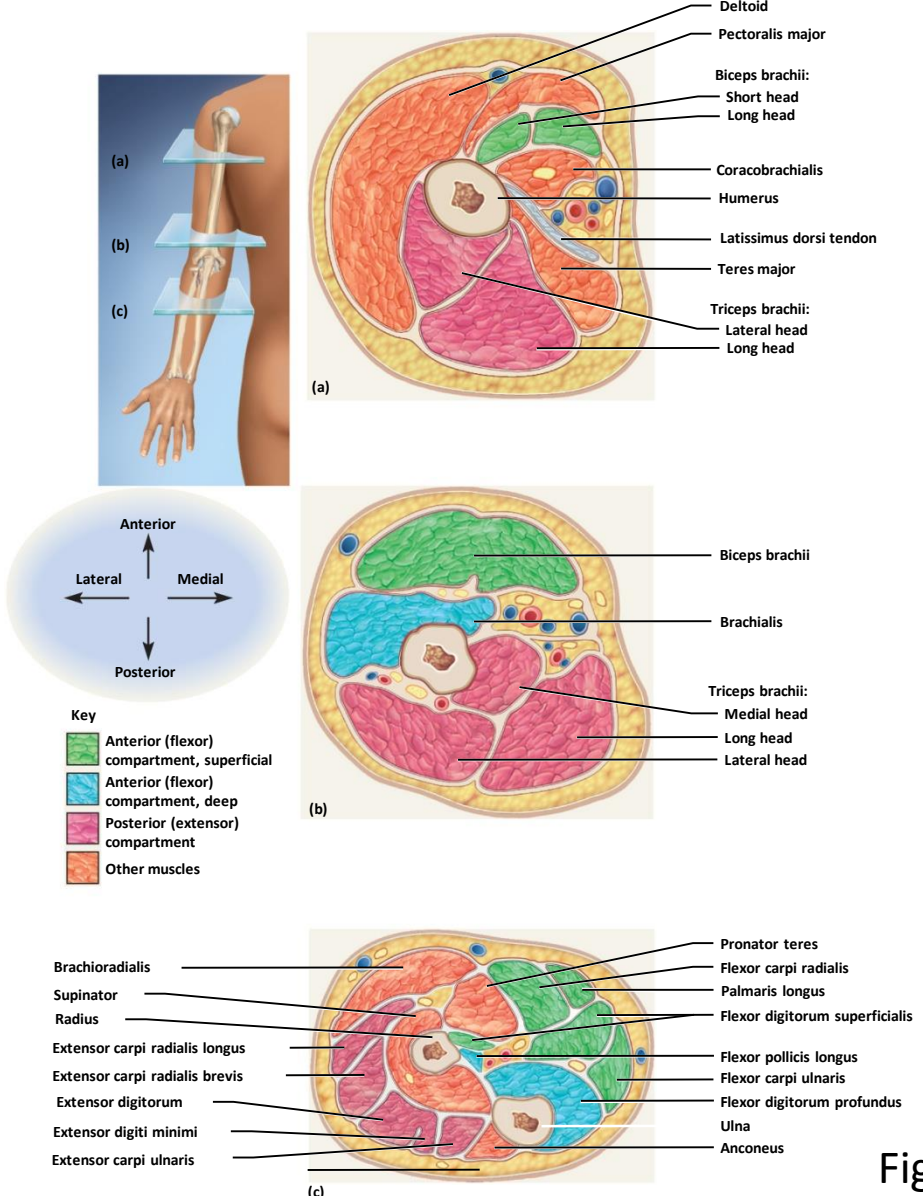 Deltoid
Pectoralis major
Biceps brachii:
Short head
Long head
Coracobrachialis
Humerus
Latissimus dorsi tendon
Teres major
Triceps brachii:
Lateral head
Long head
(a)
(a)
(b)
(c)
Anterior
Lateral Medial
Posterior
Key
Anterior (flexor)
compartment, superficial
Anterior (flexor)
compartment, deep
Posterior (extensor)
compartment
Other muscles
Biceps brachii
Brachialis
Triceps brachii:
Medial head
Long head
Lateral head
(b)
Brachioradialis
Supinator
Radius
Extensor carpi radialis longus
Extensor carpi radialis brevis
Extensor digitorum
Extensor digiti minimi
Extensor carpi ulnaris
Pronator teres
Flexor carpi radialis
Palmaris longus
Flexor digitorum superficialis
Flexor pollicis longus
Flexor carpi ulnaris
Flexor digitorum profundus
Ulna
Anconeus
(c)
Fig